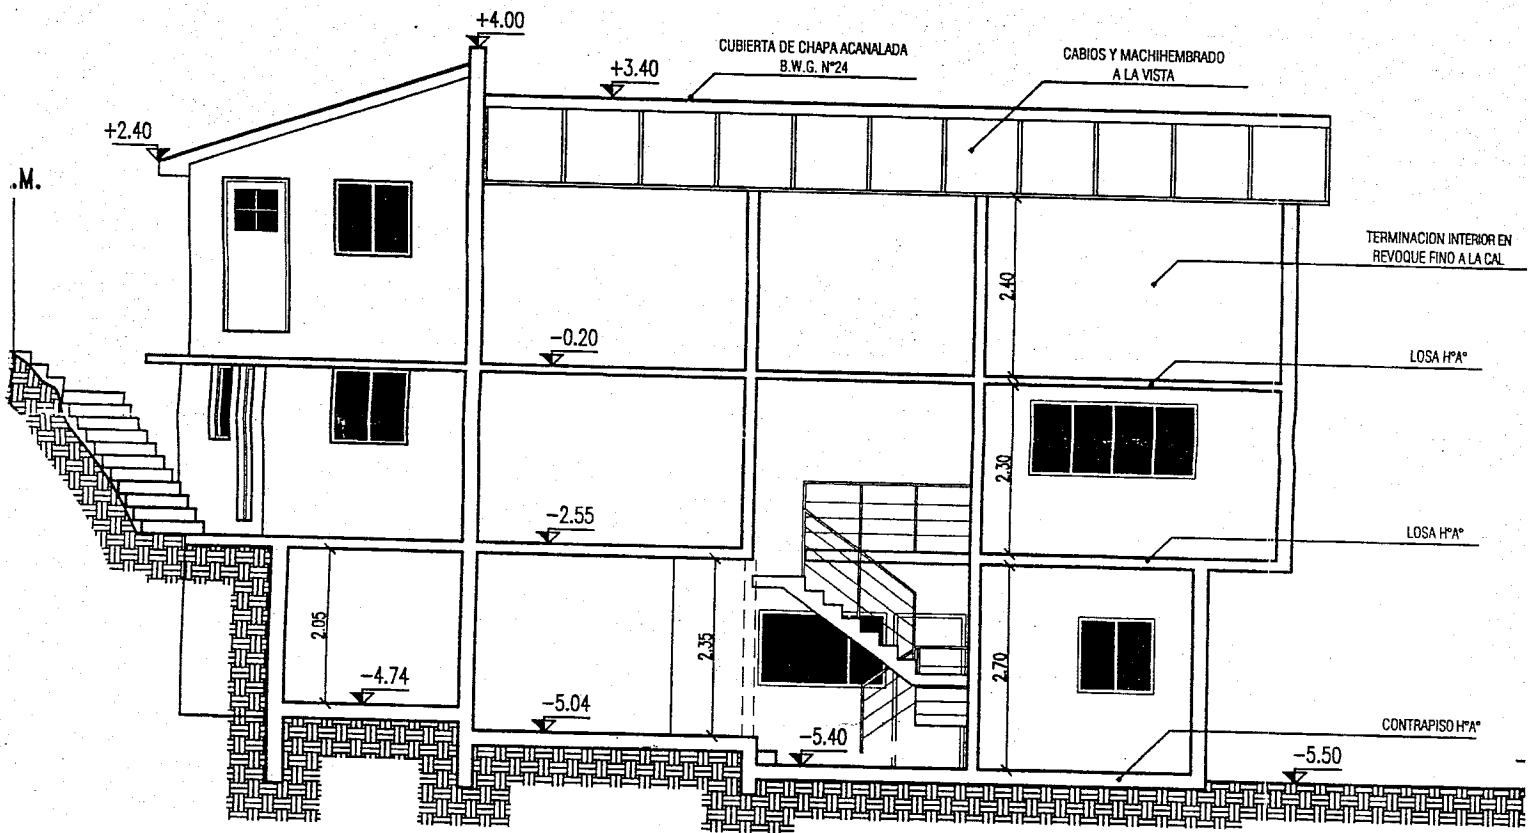 +4.00
CUBIERTA DE CHAPA ACANALADA
B.W.G. N°24
CABIOS Y MACHIHEMBRADO
A LA VISTA
+3.40
+2.40
.M.
TERMINACION INTERIOR EN
REVOQUE FINO A LA CAL
2.40
-0.20
LOSA H°A°
2.30
-2.55
LOSA H°A°
2.05
2.35
2.70
-4.74
-5.04
-5.40
CONTRAPISO H°A°
-5.50